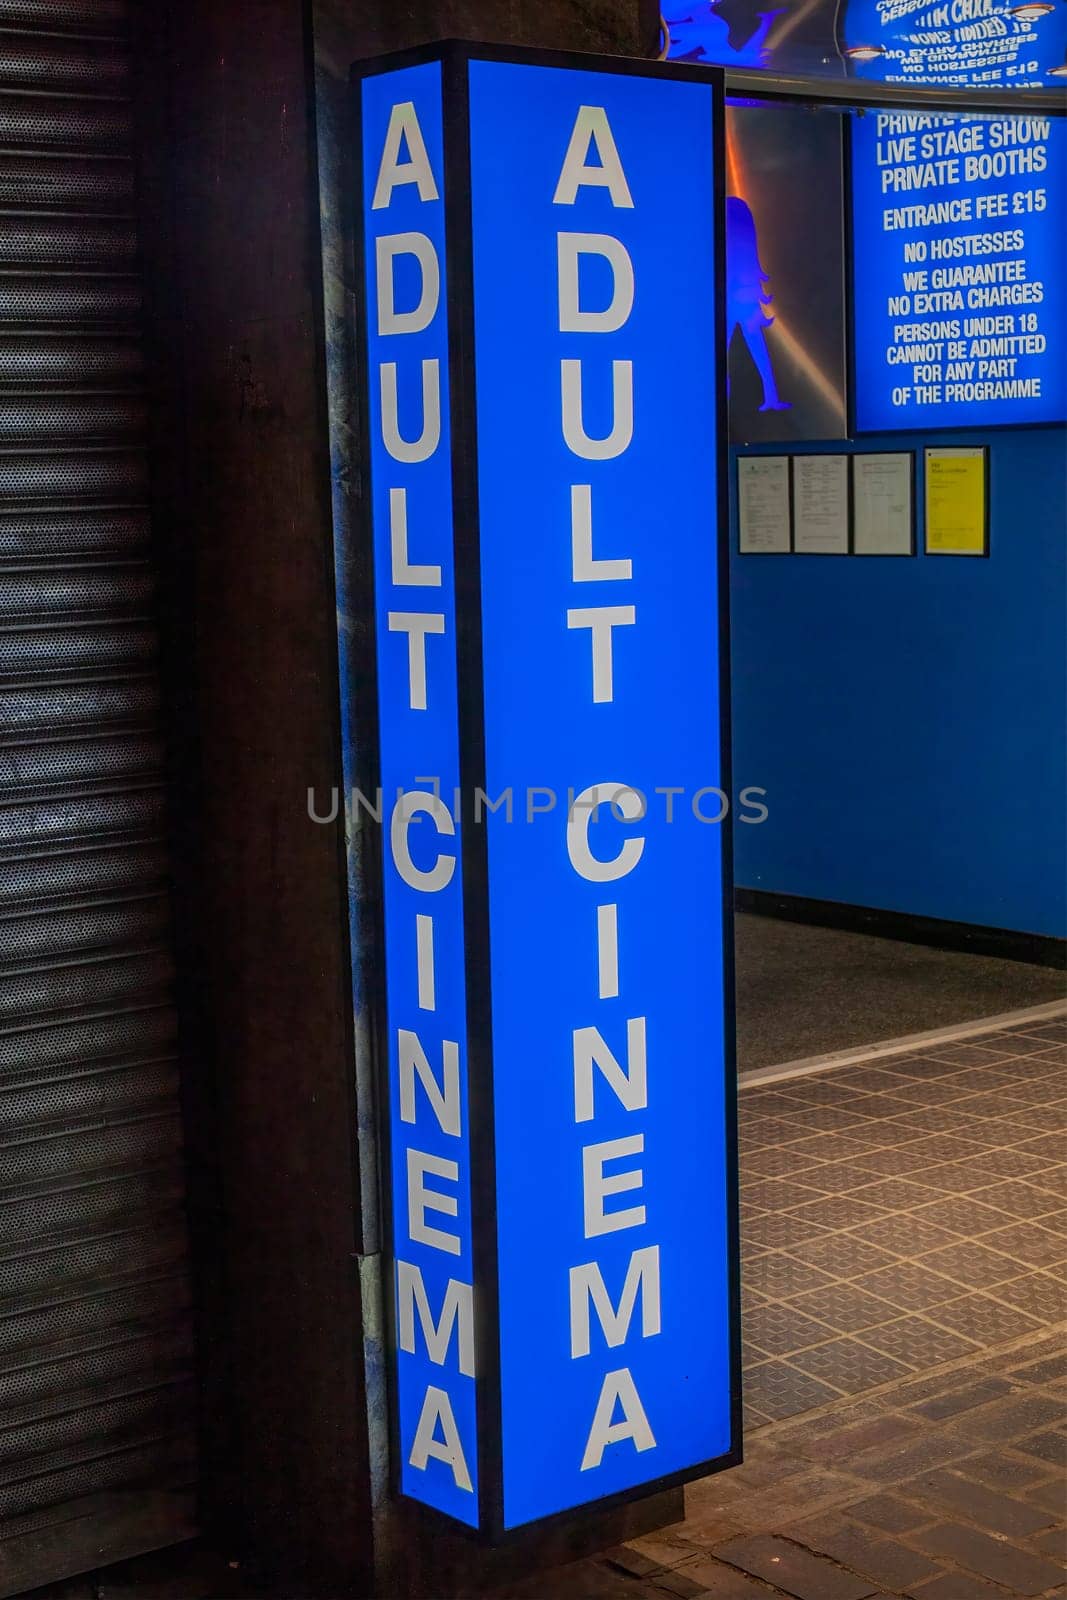 ADULT CINEMA
ADULT CINEMA
LIVE STAGE SHOW
PRIVATE BOOTHS
ENTRANCE FEE £15
NO HOSTESSES
WE GUARANTEE
NO EXTRA CHARGES
PERSONS UNDER 18
CANNOT BE ADMITTED
FOR ANY PART
OF THE PROGRAMME
UNLIMPHOTOS